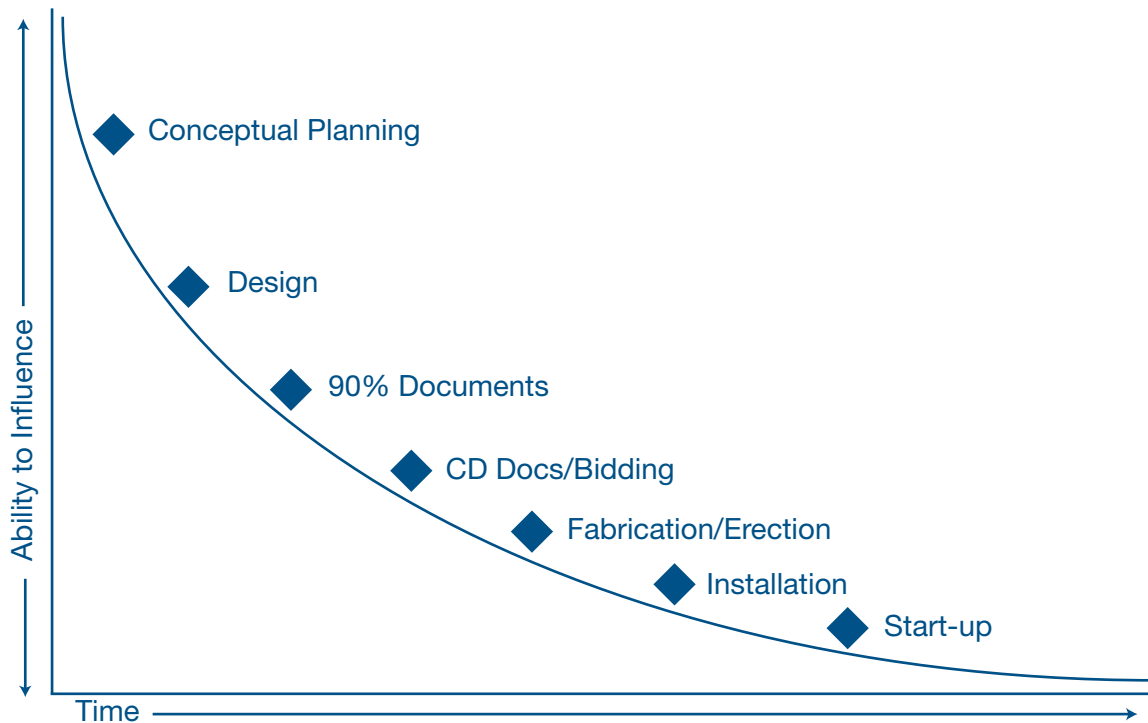 Conceptual Planning
Design
90% Documents
CD Docs/Bidding
Fabrication/Erection
Installation
Start-up
Ability to Influence
Time